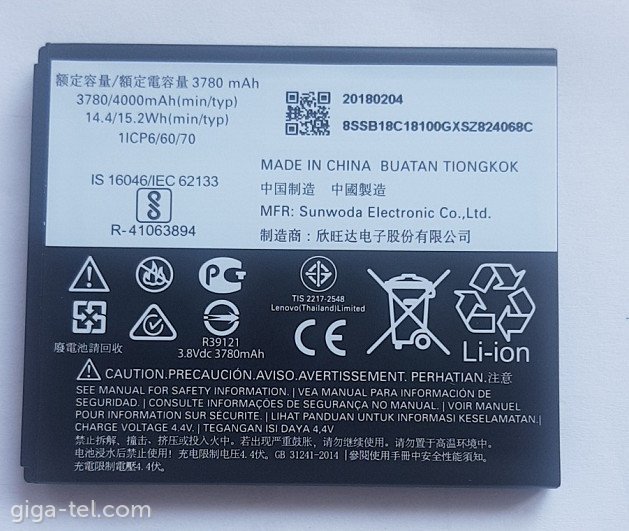 额定容量/額定電容量 3780 mAh
3780/4000mAh(min/typ)
14.4/15.2Wh(min/typ)
1ICP6/60/70
20180204
8SSB18C18100GXSZ824068C
IS 16046/IEC 62133
R- 41063894
MADE IN CHINA BUATAN TIONGKOK
中国制造 中國製造
MFR: Sunwoda Electronic Co.,Ltd.
制造商: 欣旺达电子股份有限公司
TIS 2217-2548
Lenovo(Thailand)Limited
R39121
3.8Vdc 3780mAh
廢電池請回收
CE
Li-ion
CAUTION.PRECAUCIÓN.AVISO.AVERTISSEMENT. PERHATIAN.注意
SEE MANUAL FOR SAFETY INFORMATION. | VEA MANUAL PARA INFORMACIÓN DE
SEGURIDAD. | CONSULTE INFORMAÇÕES DE SEGURANÇA NO MANUAL. | VOIR MANUEL
POUR INFORMATION SUR SÉCURITÉ. | LIHAT PANDUAN UNTUK INFORMASI KESELAMATAN.|
CHARGE VOLTAGE 4.4V. | TEGANGAN ISI DAYA 4,4V
禁止拆解、撞击、挤压或投入火中。若出现严重鼓胀、请勿继续使用。请勿置于高温环境中。
电池浸水后禁止使用。充电限制电压4.4伏。GB 31241-2014 |參閱使用手冊中安全性能資訊。
充電限制電壓4.4伏。
giga-tel.com